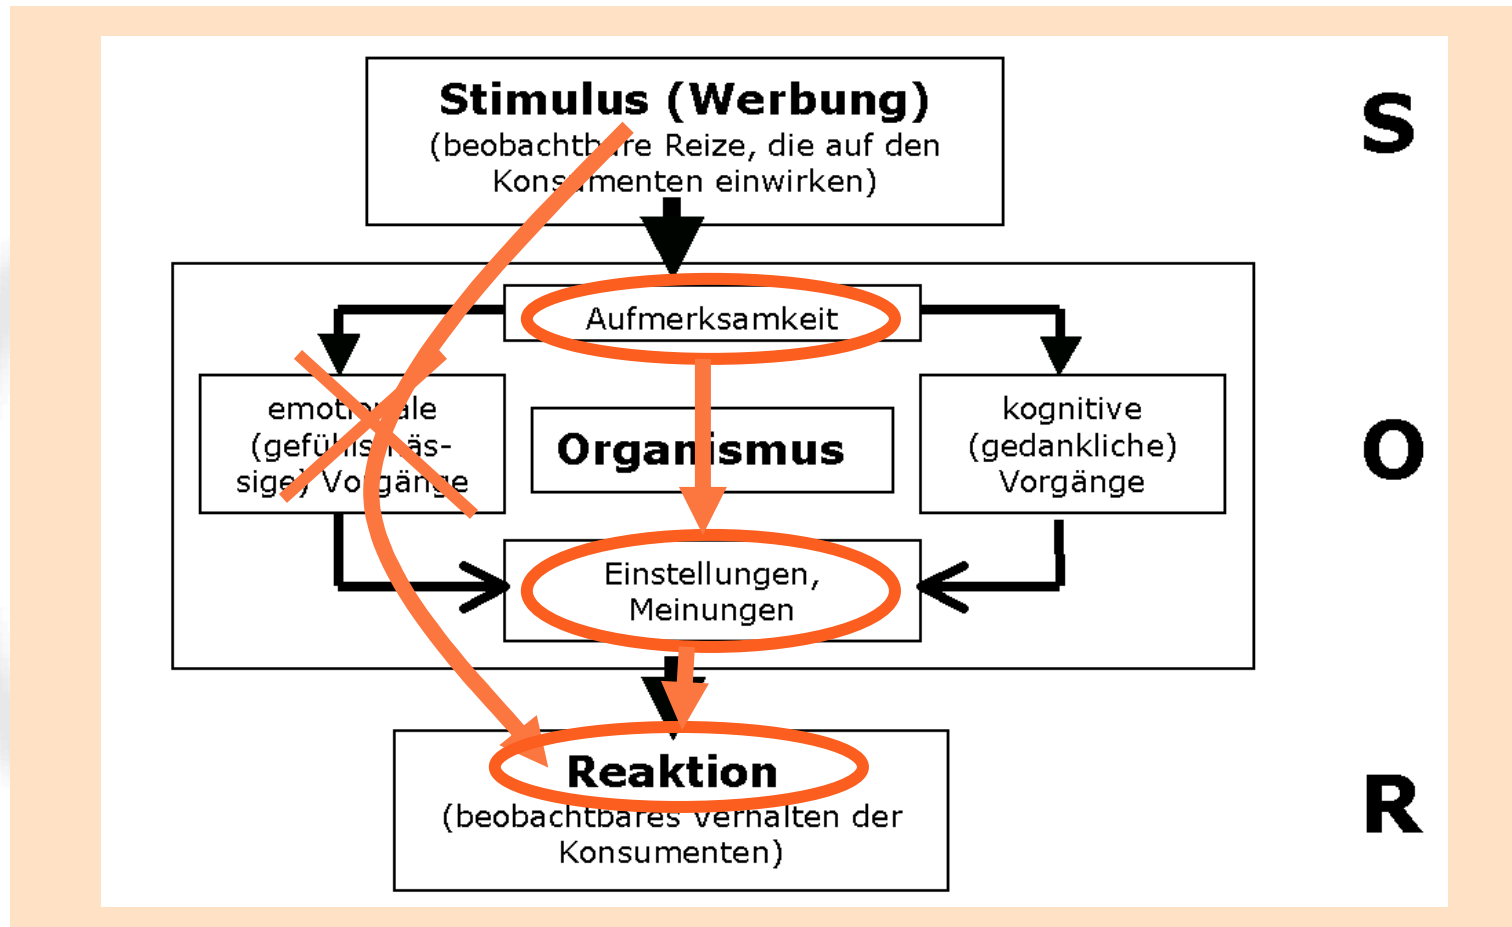 Stimulus (Werbung)
(beobachtbare Reize, die auf den
Konsumenten einwirken)
S
Aufmerksamkeit
emotionale
(gefühlsmäs-
sige) Vorgänge
Organismus
kognitive
(gedankliche)
Vorgänge
O
Einstellungen,
Meinungen
Reaktion
(beobachtbares Verhalten der
Konsumenten)
R